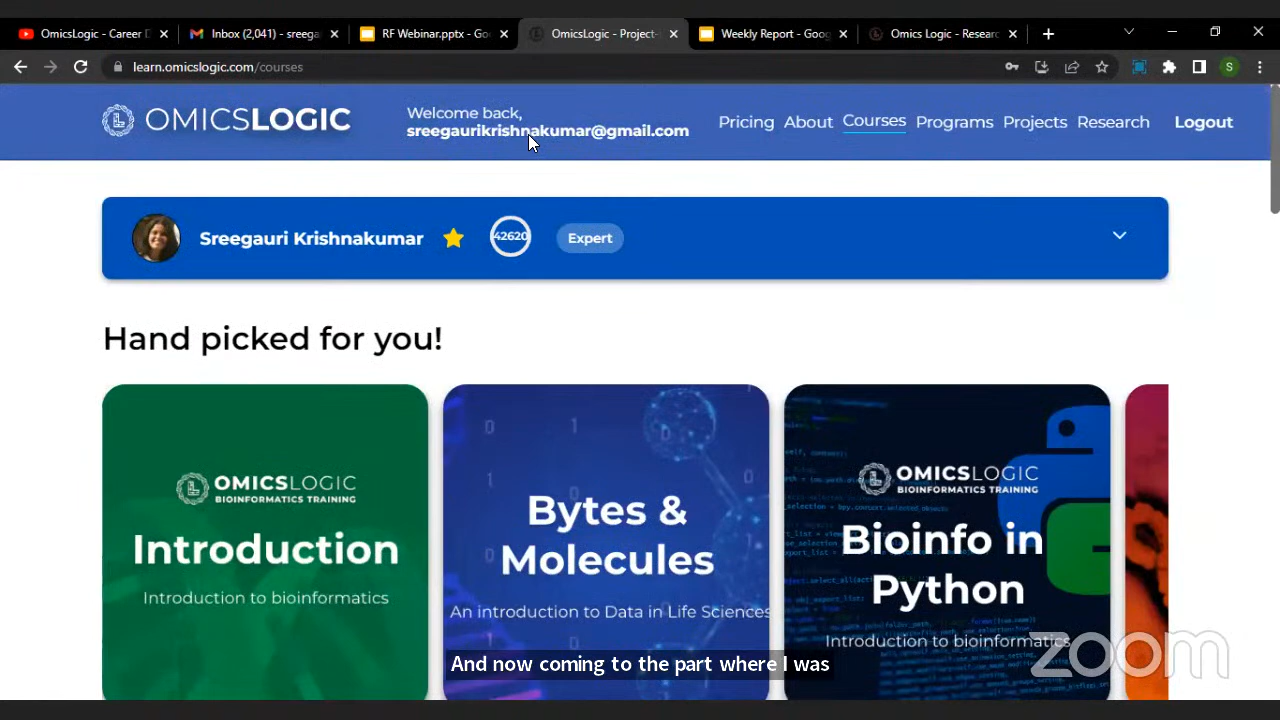 OmicsLogic - Career D
Inbox (2,041) - sreega
RF Webinar.pptx - Go
OmicsLogic - Project-
Weekly Report - Goog
Omics Logic - Resear
learn.omicslogic.com/courses
S
OMICSLOGIC
Welcome back,
sreegaurikrishnakumar@gmail.com
Pricing About Courses Programs Projects Research Logout
Sreegauri Krishnakumar
42620
Expert
Hand picked for you!
OMICSLOGIC
BIOINFORMATICS TRAINING
Introduction
Introduction to bioinformatics
Bytes &
Molecules
An introduction to Data in Life Sciences
OMICSLOGIC
BIOINFORMATICS TRAINING
Bioinfo in
Python
Introduction to bioinformatics
And now coming to the part where I was
zoom